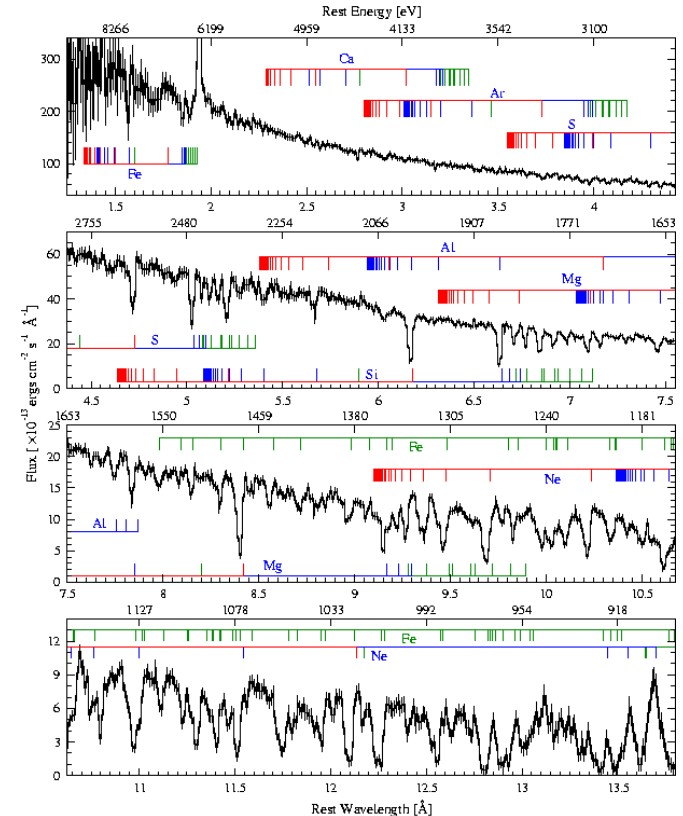 Rest Energy [eV]
8266 6199 4959 4133 3542 3100
300
200
100
Ca
Ar
S
Fe
1.5 2 2.5 3 3.5 4
2755 2480 2254 2066 1907 1771 1653
60
40
20
0
Al
Mg
S
Si
4.5 5 5.5 6 6.5 7 7.5
Flux [ ×10⁻¹³ ergs cm⁻² s⁻¹ Å⁻¹]
1653 1550 1459 1380 1305 1240 1181
25
20
15
10
5
0
Fe
Ne
Al
Mg
7.5 8 8.5 9 9.5 10 10.5
1127 1078 1033 992 954 918
12
9
6
3
0
Fe
Ne
11 11.5 12 12.5 13 13.5
Rest Wavelength [Å]